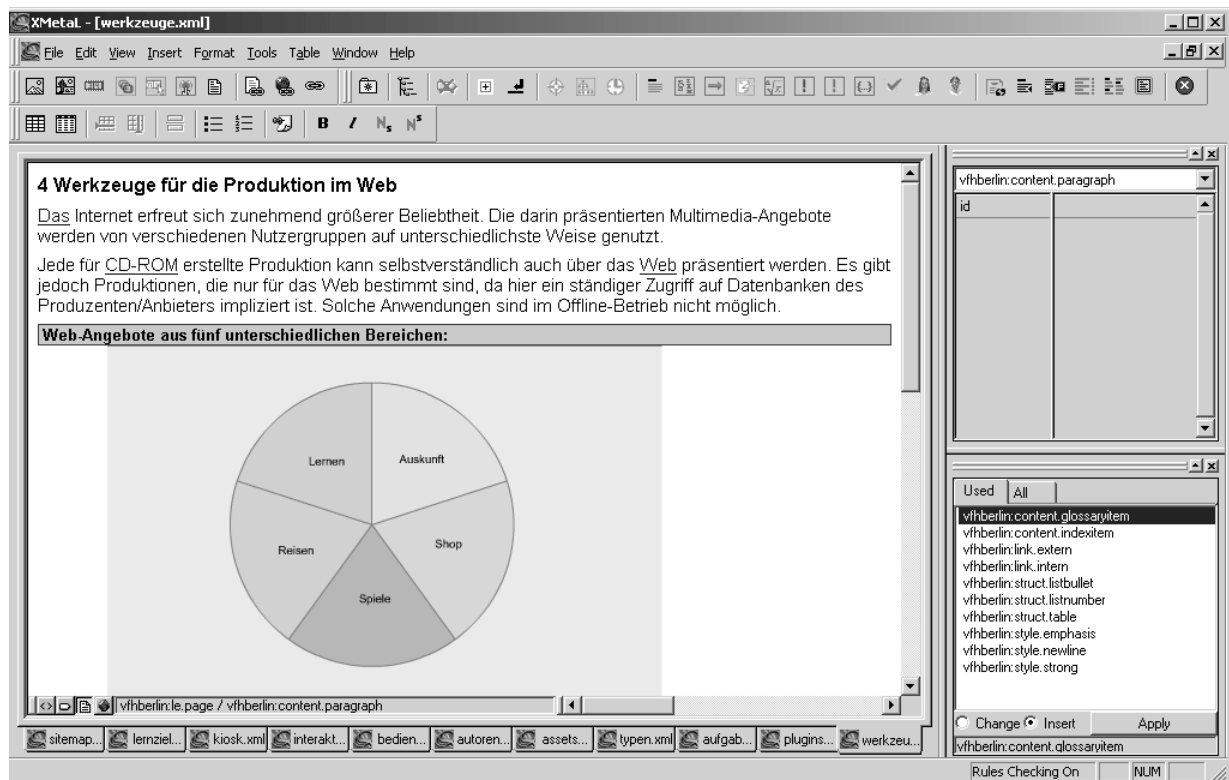 XMetaL - [werkzeuge.xml]
File Edit View Insert Format Tools Table Window Help
B I Ns Ns
4 Werkzeuge für die Produktion im Web
Das Internet erfreut sich zunehmend größerer Beliebtheit. Die darin präsentierten Multimedia-Angebote
werden von verschiedenen Nutzergruppen auf unterschiedlichste Weise genutzt.
Jede für CD-ROM erstellte Produktion kann selbstverständlich auch über das Web präsentiert werden. Es gibt
jedoch Produktionen, die nur für das Web bestimmt sind, da hier ein ständiger Zugriff auf Datenbanken des
Produzenten/Anbieters impliziert ist. Solche Anwendungen sind im Offline-Betrieb nicht möglich.
Web-Angebote aus fünf unterschiedlichen Bereichen:
Lernen
Auskunft
Reisen
Shop
Spiele
vfhberlin:le.page / vfhberlin:content.paragraph
sitemap... lernziel... kiosk.xml interakt... bedien... autoren... assets... typen.xml aufgab... plugins... werkzeu...
vfhberlin:content.paragraph
id
Used All
vfhberlin:content.glossaryitem
vfhberlin:content.indexitem
vfhberlin:link.extern
vfhberlin:link.intern
vfhberlin:struct.listbullet
vfhberlin:struct.listnumber
vfhberlin:struct.table
vfhberlin:style.emphasis
vfhberlin:style.newline
vfhberlin:style.strong
Change Insert Apply
vfhberlin:content.glossaryitem
Rules Checking On NUM